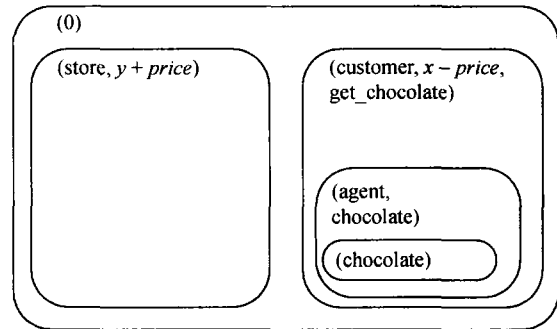 (0)
(store, y + price)
(customer, x – price,
get_chocolate)
(agent,
chocolate)
(chocolate)